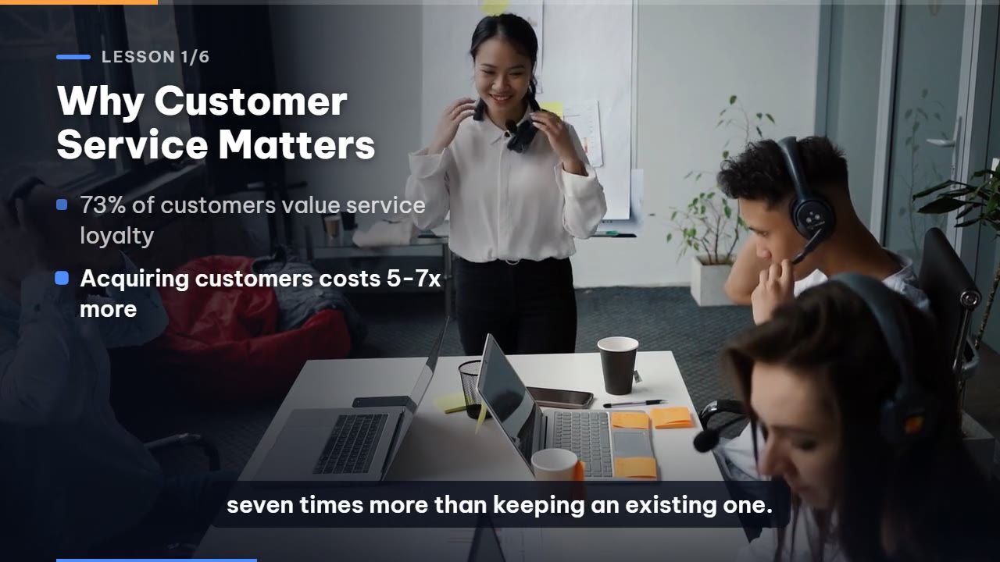 LESSON 1/6
Why Customer
Service Matters
73% of customers value service
loyalty
Acquiring customers costs 5-7x
more
seven times more than keeping an existing one.